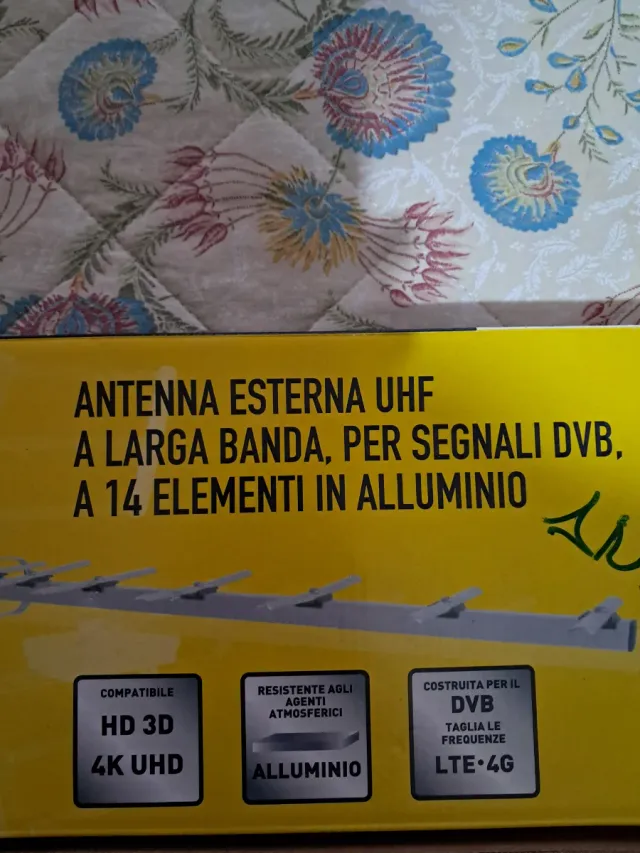 ANTENNA ESTERNA UHF
A LARGA BANDA, PER SEGNALI DVB,
A 14 ELEMENTI IN ALLUMINIO
COMPATIBILE
HD 3D
4K UHD
RESISTENTE AGLI
AGENTI
ATMOSFERICI
ALLUMINIO
COSTRUITA PER IL
DVB
TAGLIA LE
FREQUENZE
LTE•4G